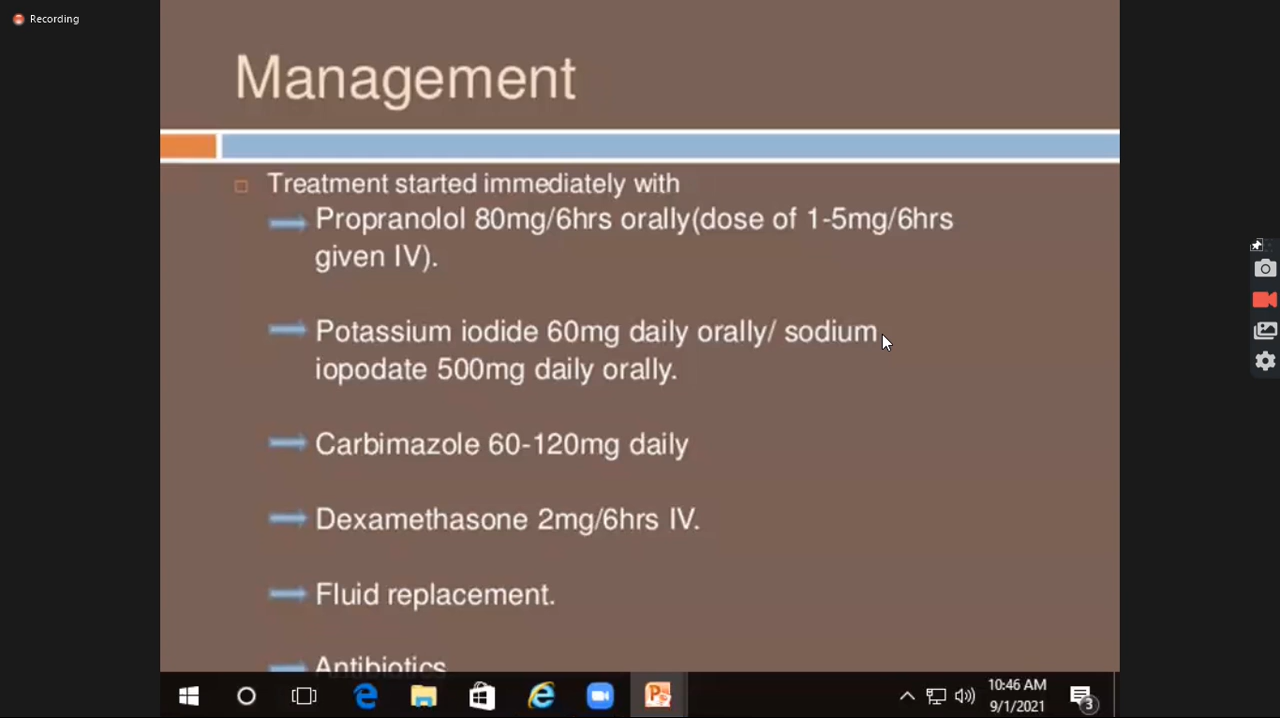 Recording
Management
Treatment started immediately with
Propranolol 80mg/6hrs orally(dose of 1-5mg/6hrs
given IV).
Potassium iodide 60mg daily orally/ sodium
iopodate 500mg daily orally.
Carbimazole 60-120mg daily
Dexamethasone 2mg/6hrs IV.
Fluid replacement.
Antibiotics
10:46 AM
9/1/2021
3